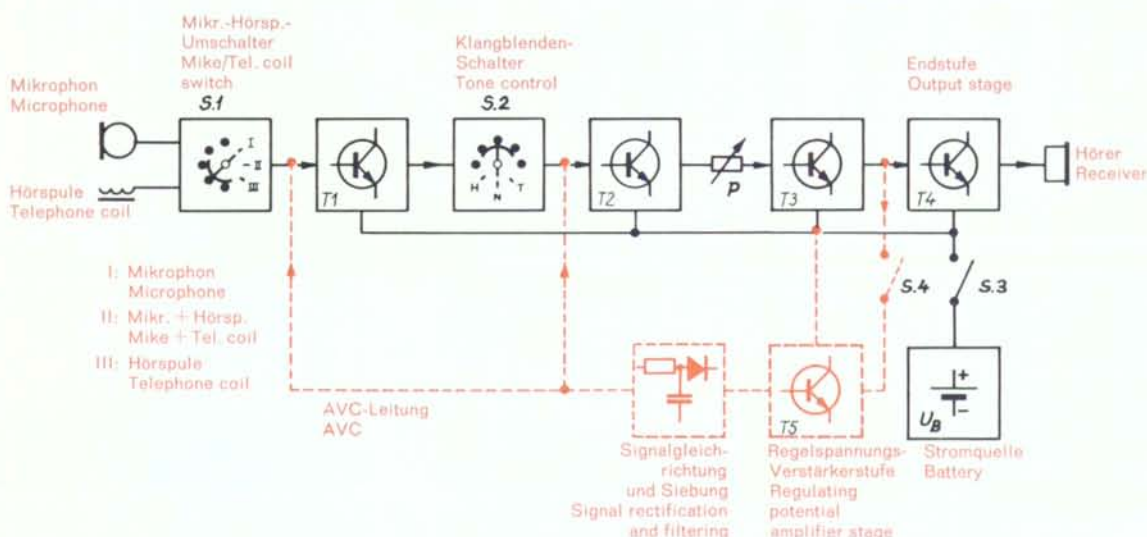 Mikr.-Hörsp.-
Umschalter
Mike/Tel. coil
switch
S.1
Klangblenden-
Schalter
Tone control
S.2
Endstufe
Output stage
Mikrophon
Microphone
Hörspule
Telephone coil
I
II
III
T1
H
N
T
T2
P
T3
T4
Hörer
Receiver
I: Mikrophon
Microphone
II: Mikr. + Hörsp.
Mike + Tel. coil
III: Hörspule
Telephone coil
S.4
S.3
AVC-Leitung
AVC
T5
+
−
UB
Signalgleich-
richtung
und Siebung
Signal rectification
and filtering
Regelspannungs-
Verstärkerstufe
Regulating
potential
amplifier stage
Stromquelle
Battery